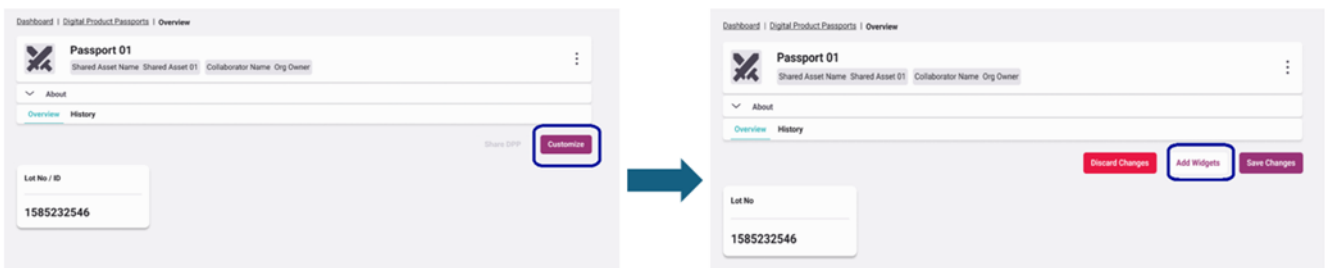 Dashboard | Digital Product Passports | Overview
Passport 01
Shared Asset Name Shared Asset 01 Collaborator Name Org Owner
About
Overview History
Share DPP Customize
Lot No / ID
1585232546
Dashboard | Digital Product Passports | Overview
Passport 01
Shared Asset Name Shared Asset 01 Collaborator Name Org Owner
About
Overview History
Discard Changes Add Widgets Save Changes
Lot No
1585232546